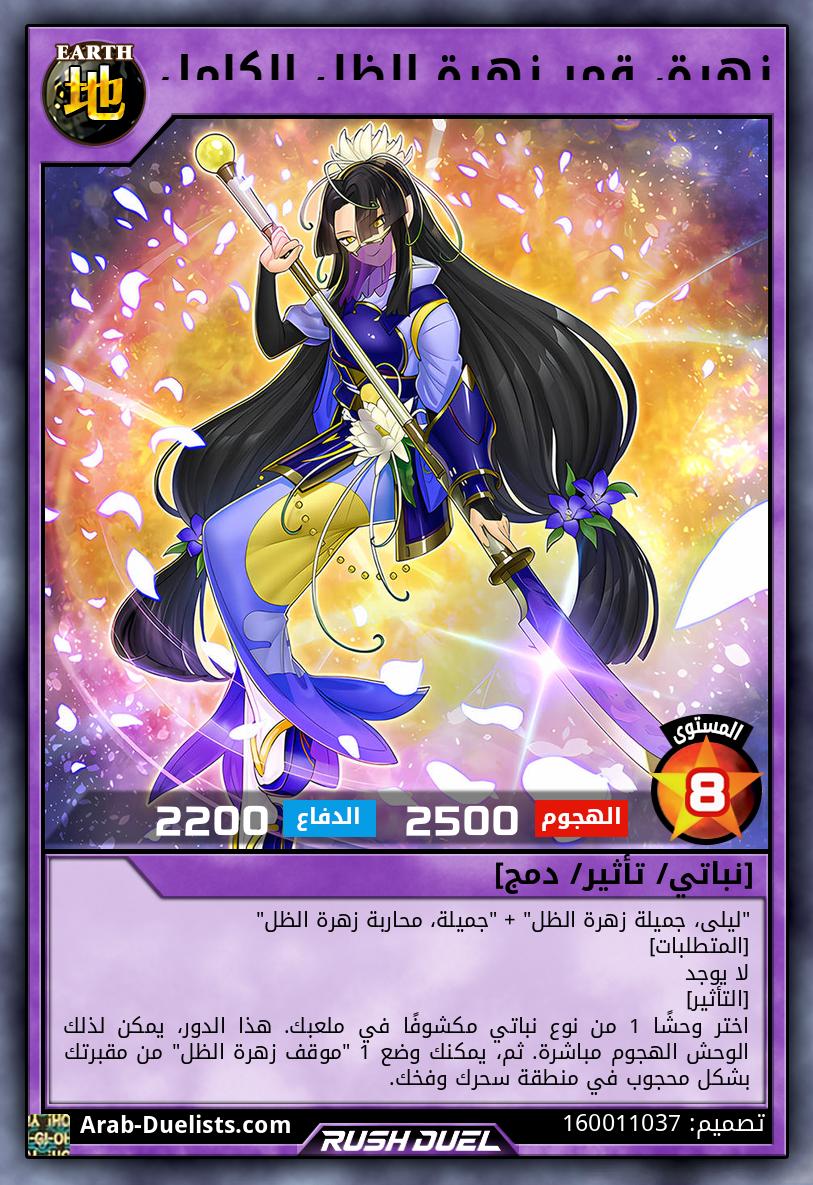 EARTH
地
زهرة، قمر زهرة الظل الكامل
المستوى
8
الهجوم 2500 الدفاع 2200
[نباتي/ تأثير/ دمج]
"ليلى، جميلة زهرة الظل" + "جميلة، محاربة زهرة الظل"
[المتطلبات]
لا يوجد
[التأثير]
اختر وحشًا 1 من نوع نباتي مكشوفًا في ملعبك. هذا الدور، يمكن لذلك
الوحش الهجوم مباشرة. ثم، يمكنك وضع 1 "موقف زهرة الظل" من مقبرتك
بشكل محجوب في منطقة سحرك وفخك.
تصميم: 160011037
RUSH DUEL
Arab-Duelists.com